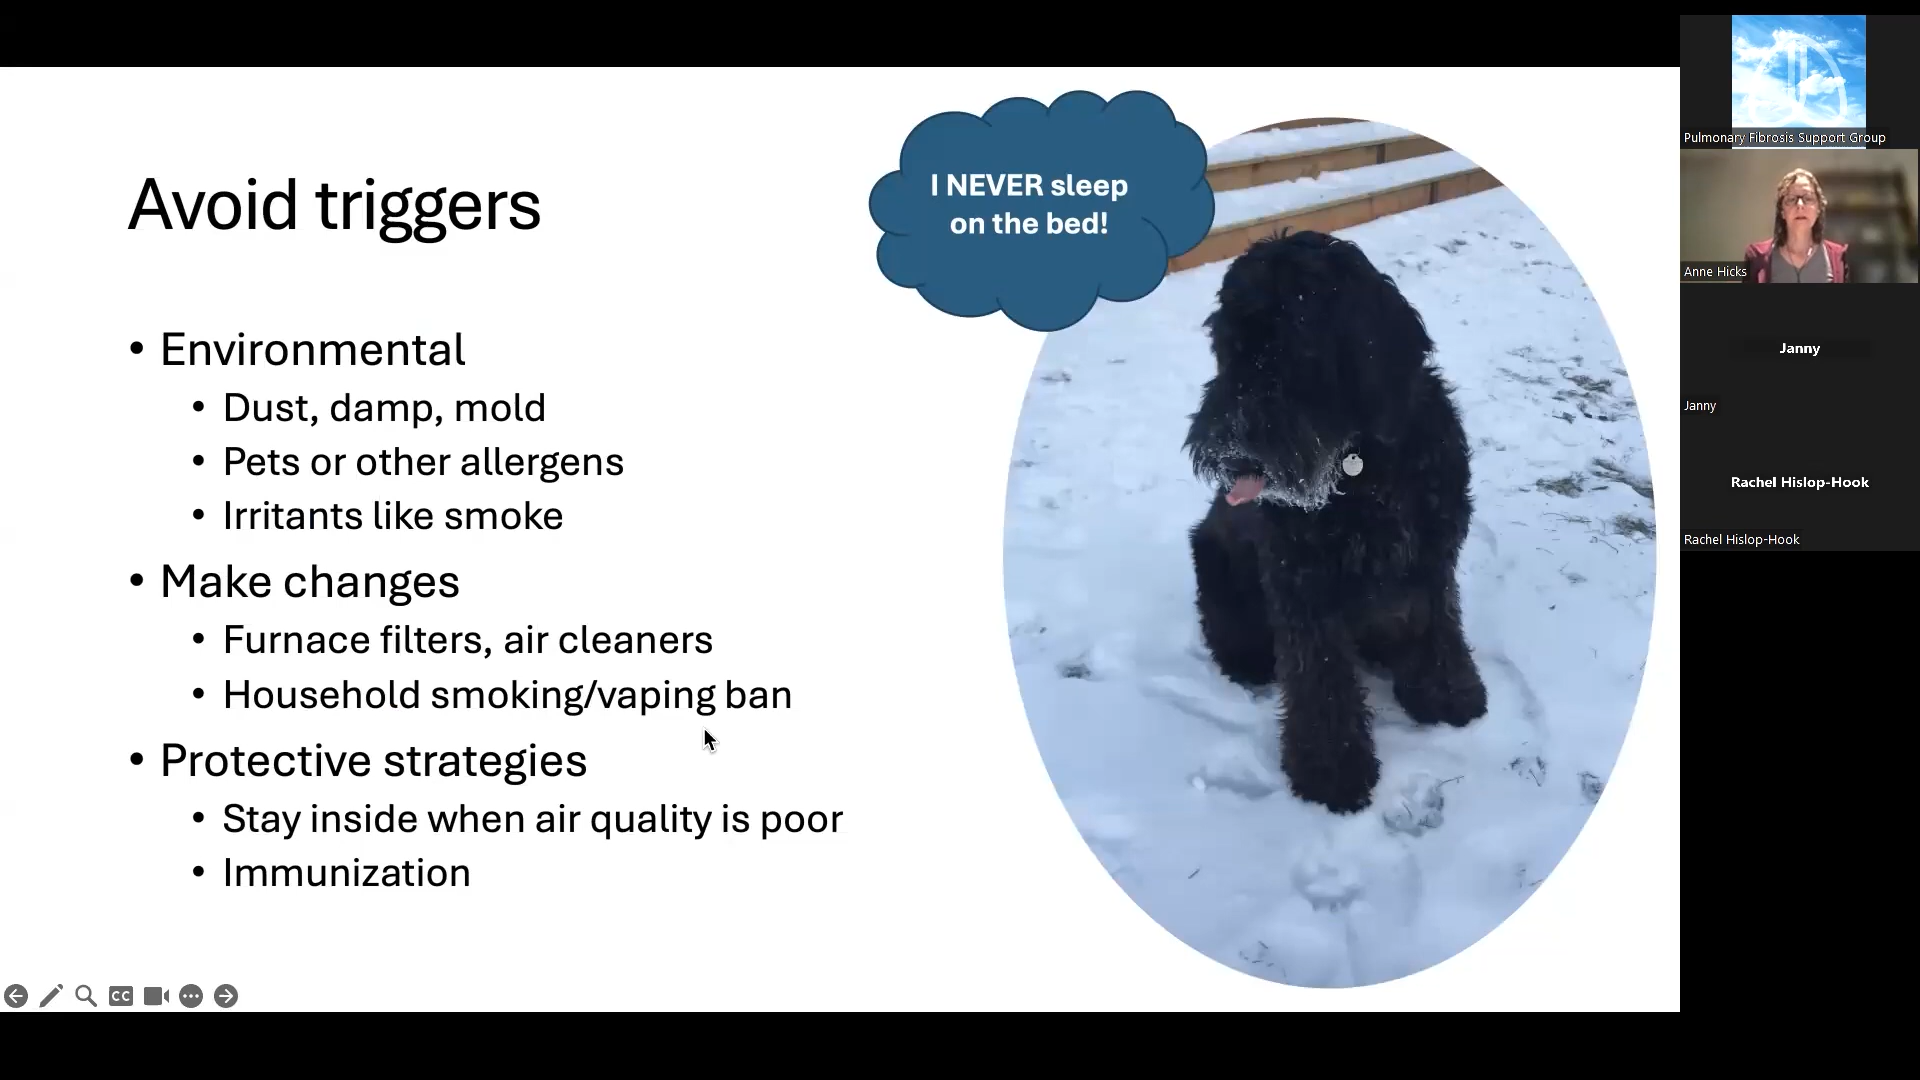 Avoid triggers
• Environmental
• Dust, damp, mold
• Pets or other allergens
• Irritants like smoke
• Make changes
• Furnace filters, air cleaners
• Household smoking/vaping ban
• Protective strategies
• Stay inside when air quality is poor
• Immunization
I NEVER sleep
on the bed!
CC
Pulmonary Fibrosis Support Group
Anne Hicks
Janny
Janny
Rachel Hislop-Hook
Rachel Hislop-Hook